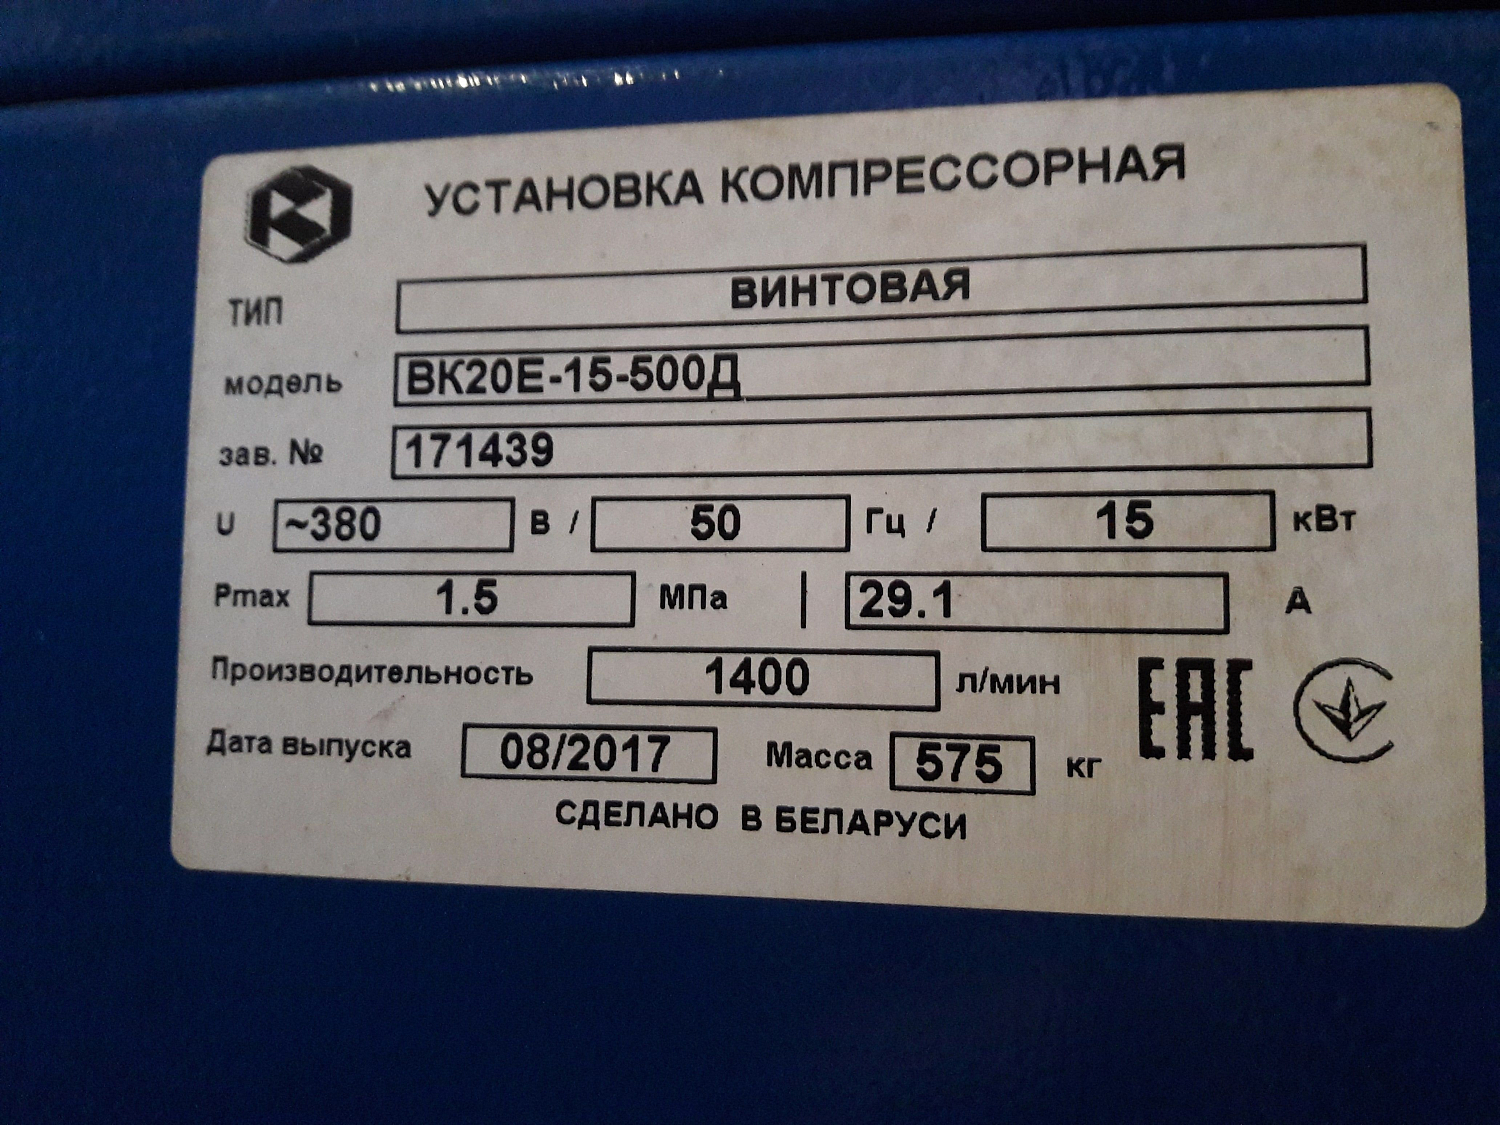 УСТАНОВКА КОМПРЕССОРНАЯ
ТИП ВИНТОВАЯ
модель ВК20Е-15-500Д
зав. № 171439
U ~380 В / 50 Гц / 15 кВт
Pmax 1.5 МПа | 29.1 А
Производительность 1400 л/мин
Дата выпуска 08/2017 Масса 575 кг
ЕАС
СДЕЛАНО В БЕЛАРУСИ